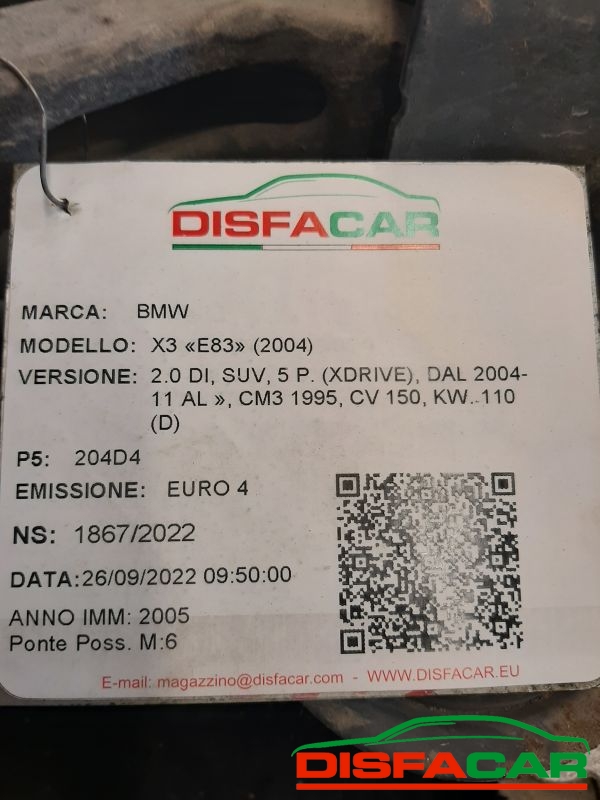 DISFACAR
MARCA: BMW
MODELLO: X3 «E83» (2004)
VERSIONE: 2.0 DI, SUV, 5 P. (XDRIVE), DAL 2004-
11 AL », CM3 1995, CV 150, KW. 110
(D)
P5: 204D4
EMISSIONE: EURO 4
NS: 1867/2022
DATA:26/09/2022 09:50:00
ANNO IMM: 2005
Ponte Poss. M:6
E-mail: magazzino@disfacar.com - WWW.DISFACAR.EU
DISFACAR